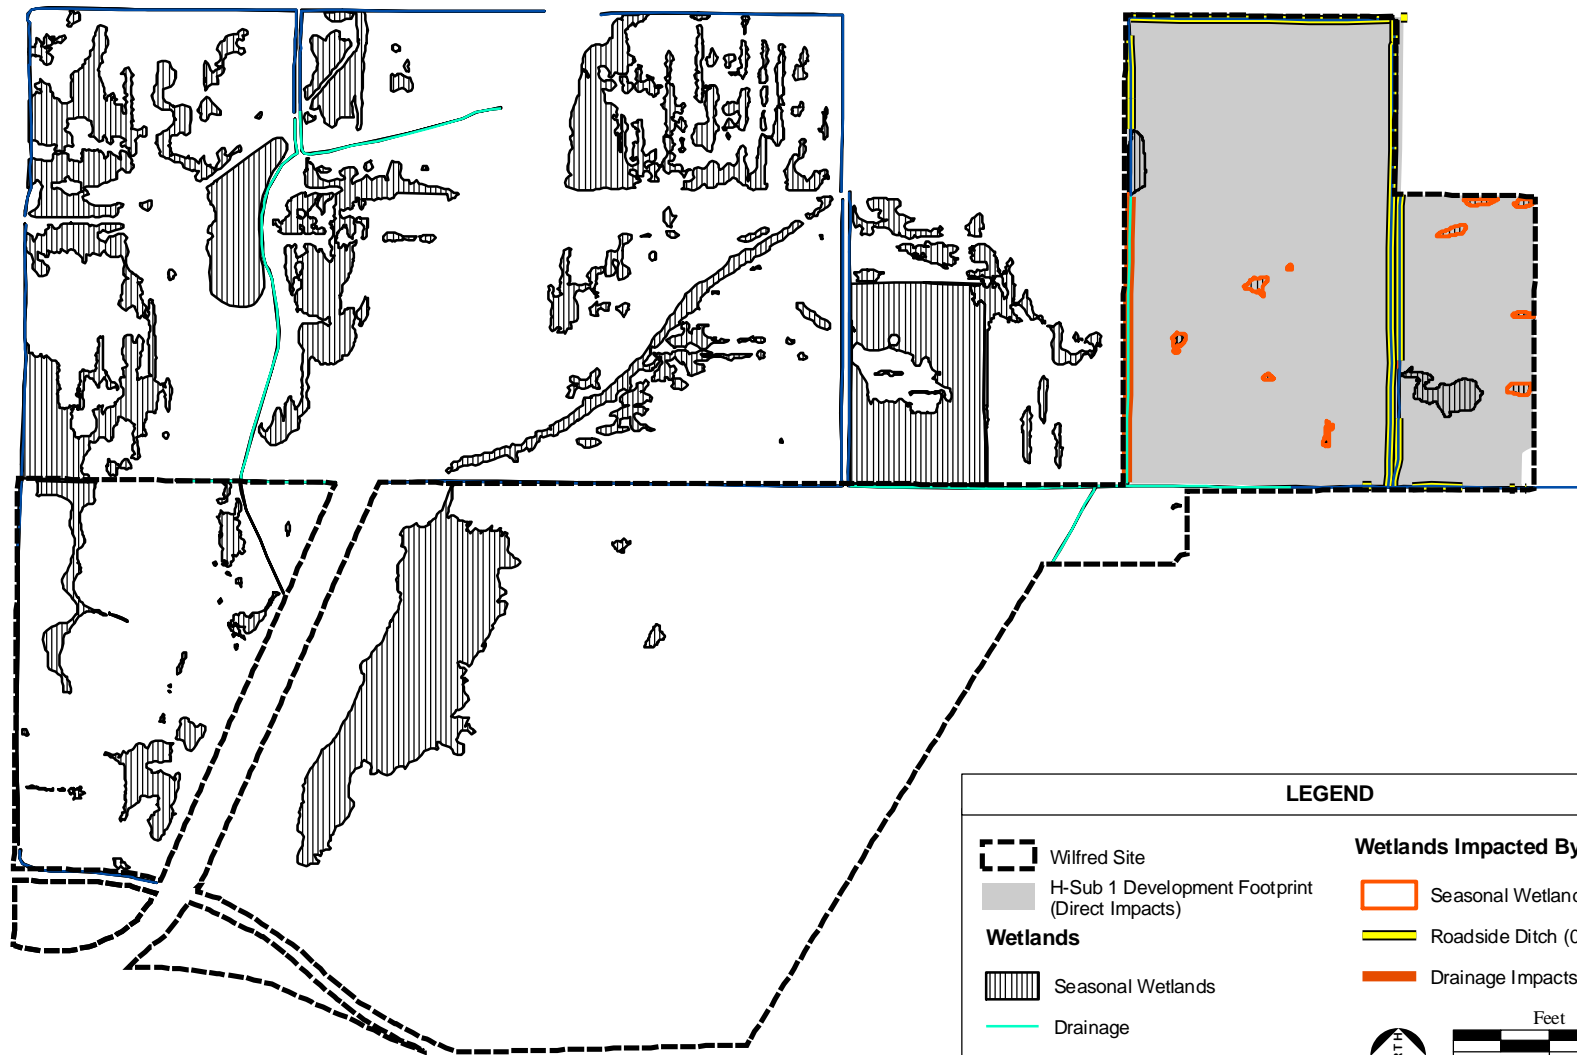 LEGEND
Wilfred Site
H-Sub 1 Development Footprint
(Direct Impacts)
Wetlands
Seasonal Wetlands
Drainage
Wetlands Impacted By
Seasonal Wetland
Roadside Ditch (0
Drainage Impacts
Feet